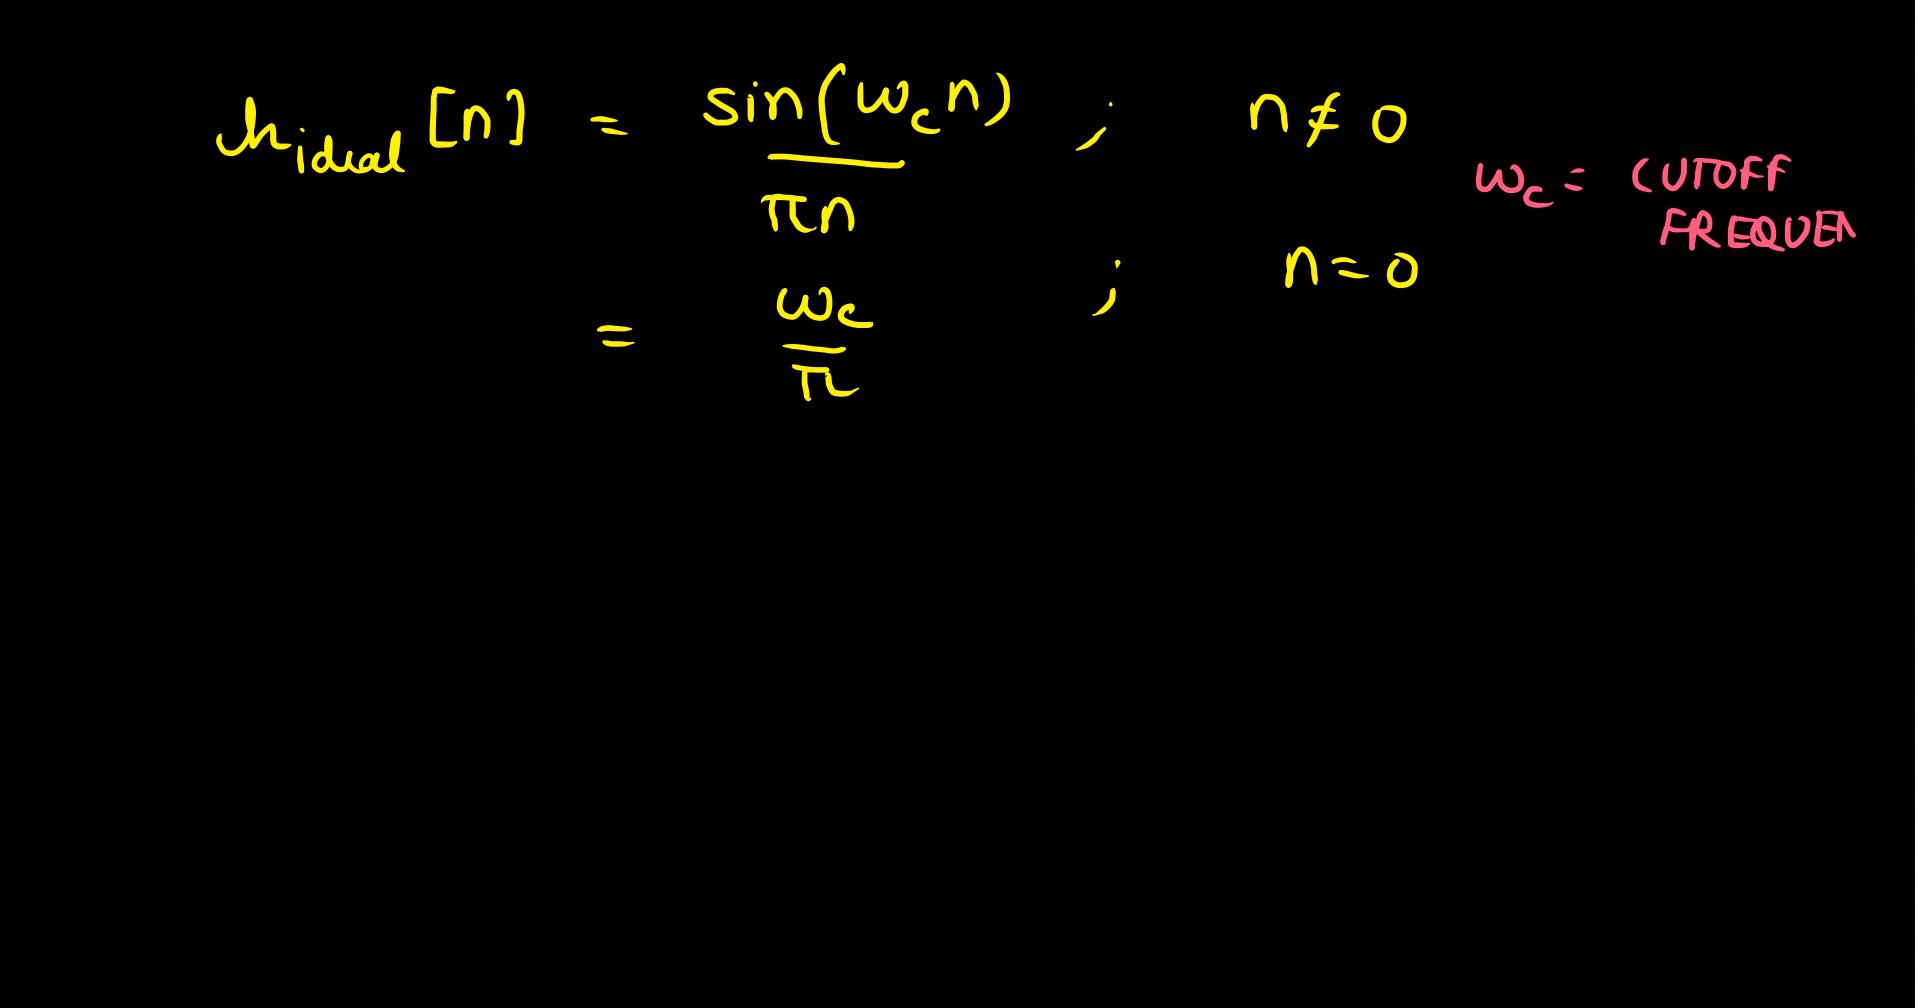 h_ideal [n] = sin(ω_c n) / πn ; n ≠ 0
= ω_c / π ; n = 0
ω_c = CUTOFF
FREQUEN